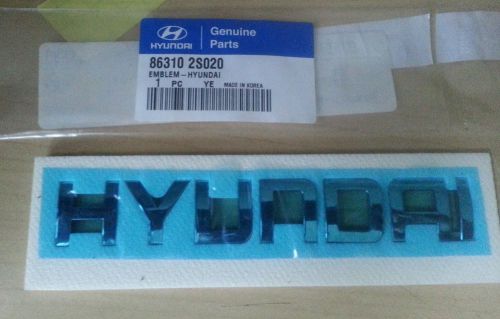 HYUNDAI
Genuine
Parts
86310 2S020
EMBLEM-HYUNDAI
1 PC YE MADE IN KOREA
HYUNDAI